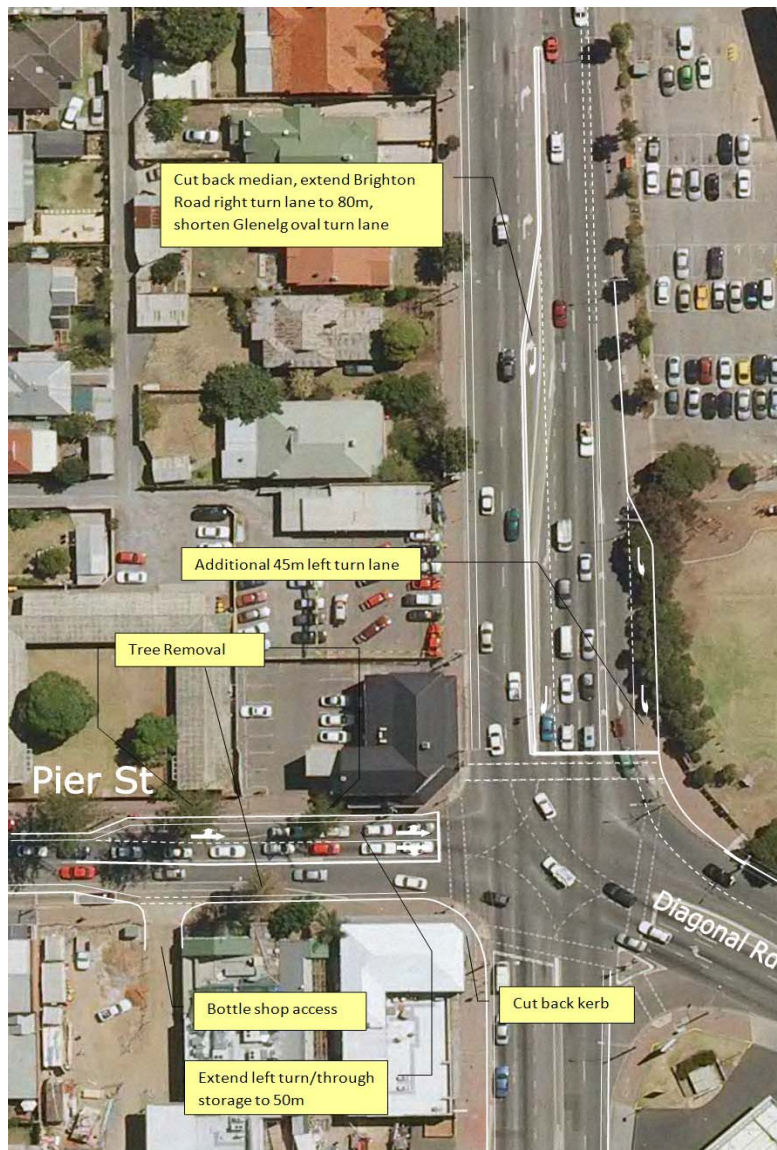 Cut back median, extend Brighton
Road right turn lane to 80m,
shorten Glenelg oval turn lane
Additional 45m left turn lane
Tree Removal
Pier St
Diagonal Rd
Bottle shop access
Cut back kerb
Extend left turn/through
storage to 50m